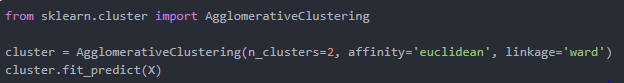 from sklearn.cluster import AgglomerativeClustering
cluster = AgglomerativeClustering(n_clusters=2, affinity='euclidean', linkage='ward')
cluster.fit_predict(X)